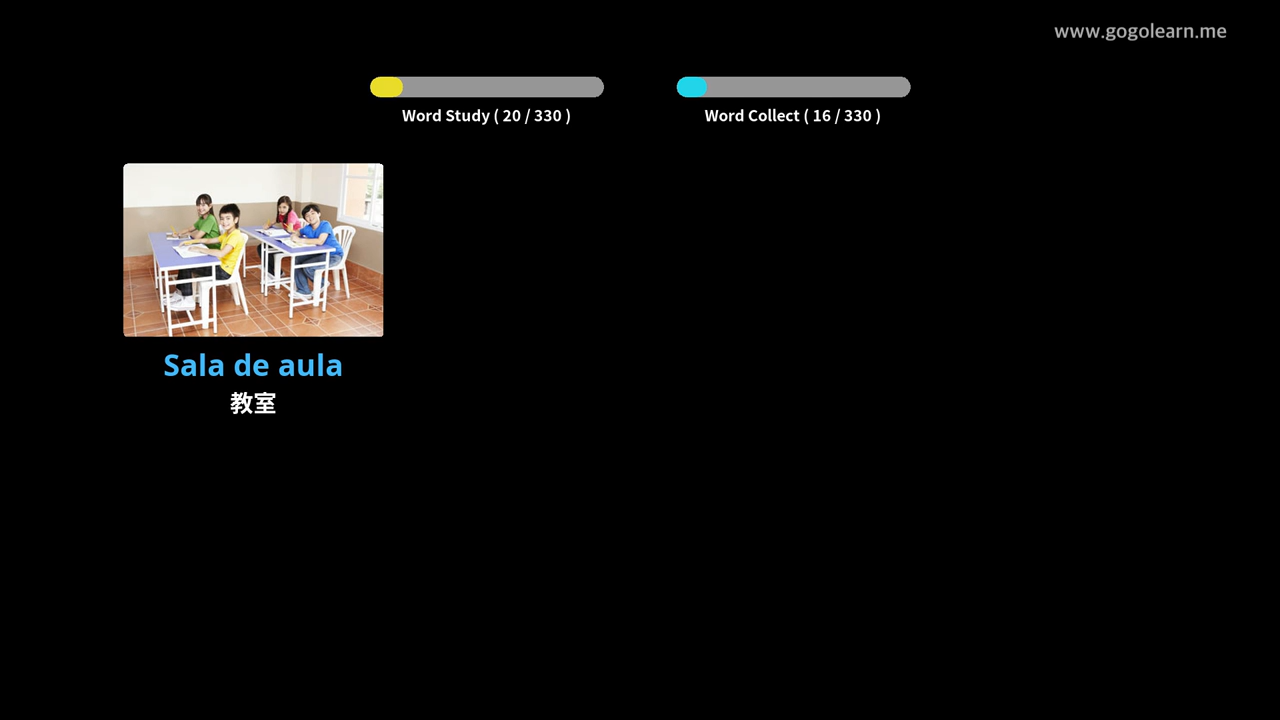 www.gogolearn.me
Word Study ( 20 / 330 )
Word Collect ( 16 / 330 )
Sala de aula
教室